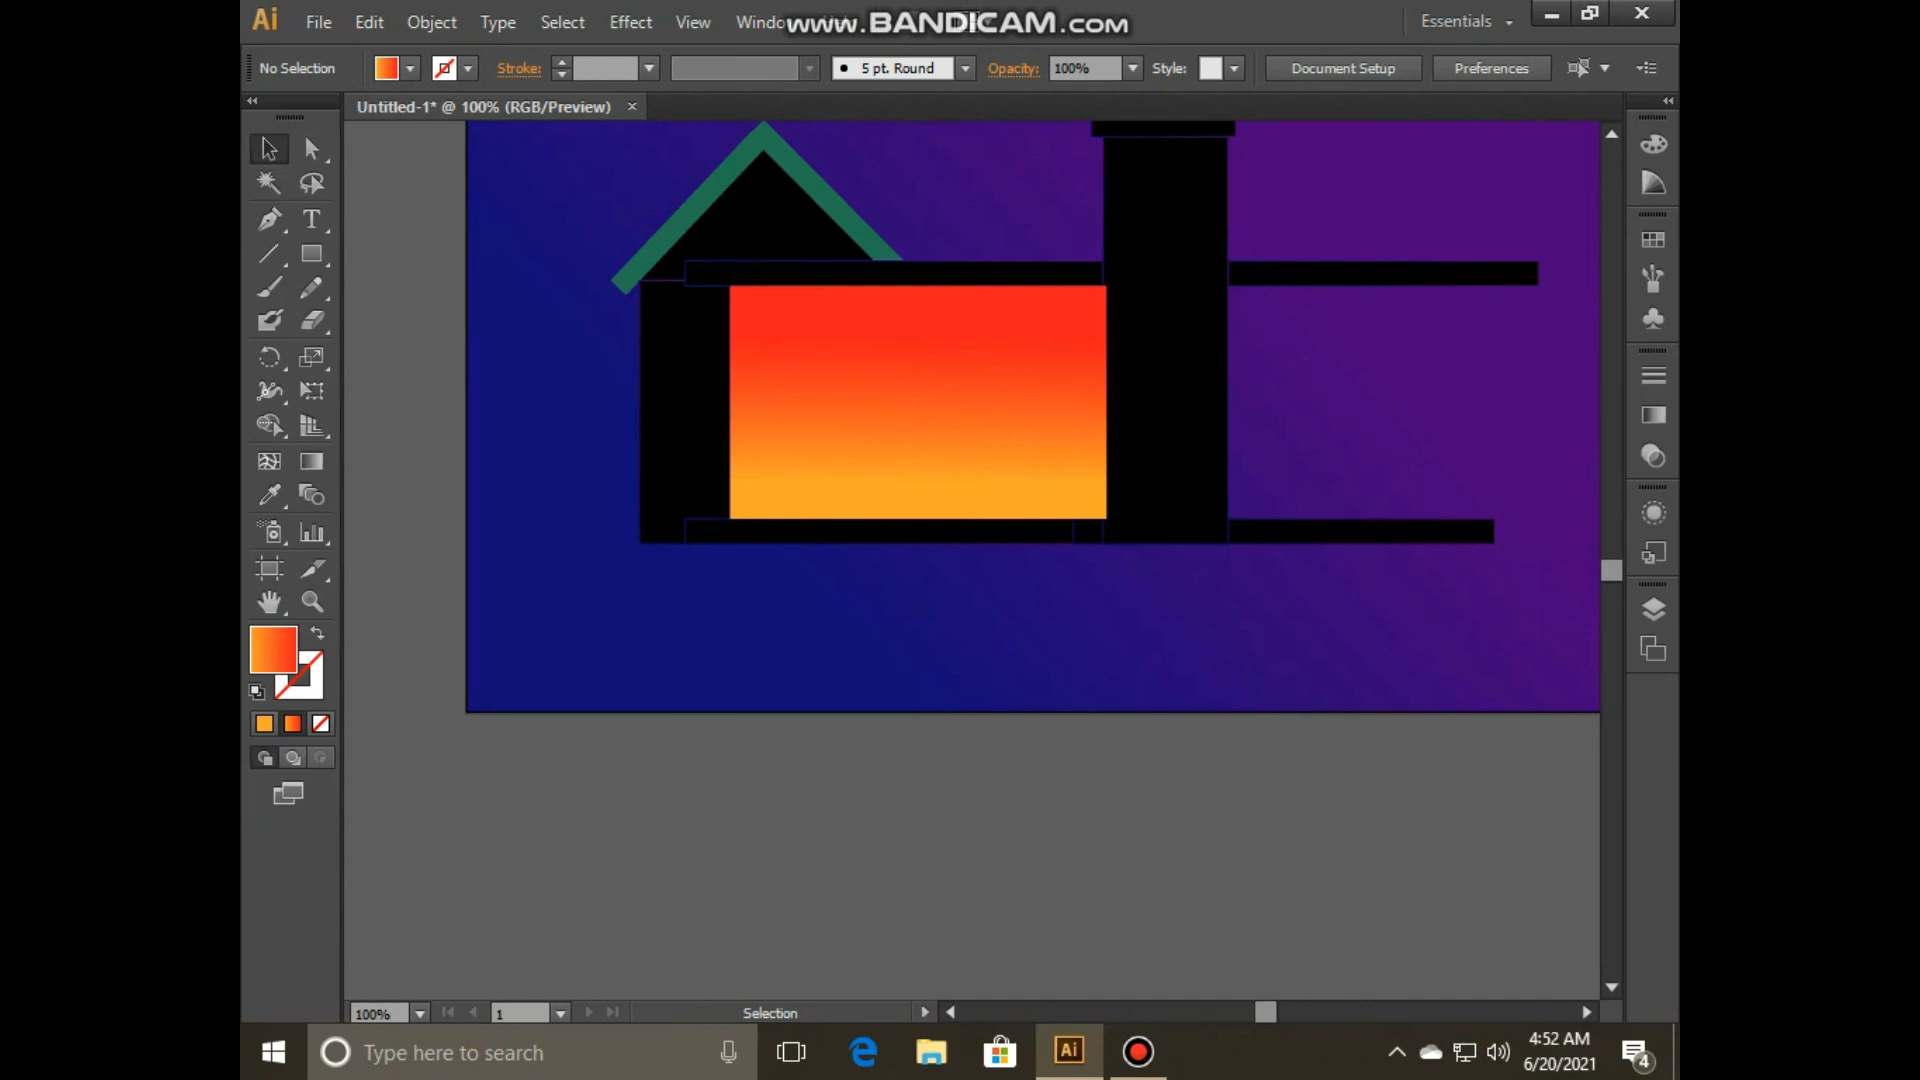 Ai File Edit Object Type Select Effect View Window
www.BANDICAM.com
Essentials
No Selection Stroke: 5 pt. Round Opacity: 100% Style: Document Setup Preferences
Untitled-1* @ 100% (RGB/Preview) ×
T
100% 1 Selection
Type here to search
Ai
4:52 AM
6/20/2021
4